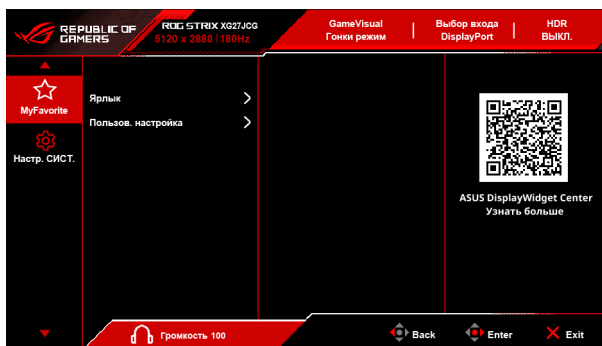 REPUBLIC OF
GAMERS
ROG STRIX XG27JCG
5120 x 2880 | 180Hz
GameVisual
Гонки режим
Выбор входа
DisplayPort
HDR
ВЫКЛ.
MyFavorite
Настр. СИСТ.
Ярлык
Пользов. настройка
ASUS DisplayWidget Center
Узнать больше
Громкость 100
Back
Enter
Exit